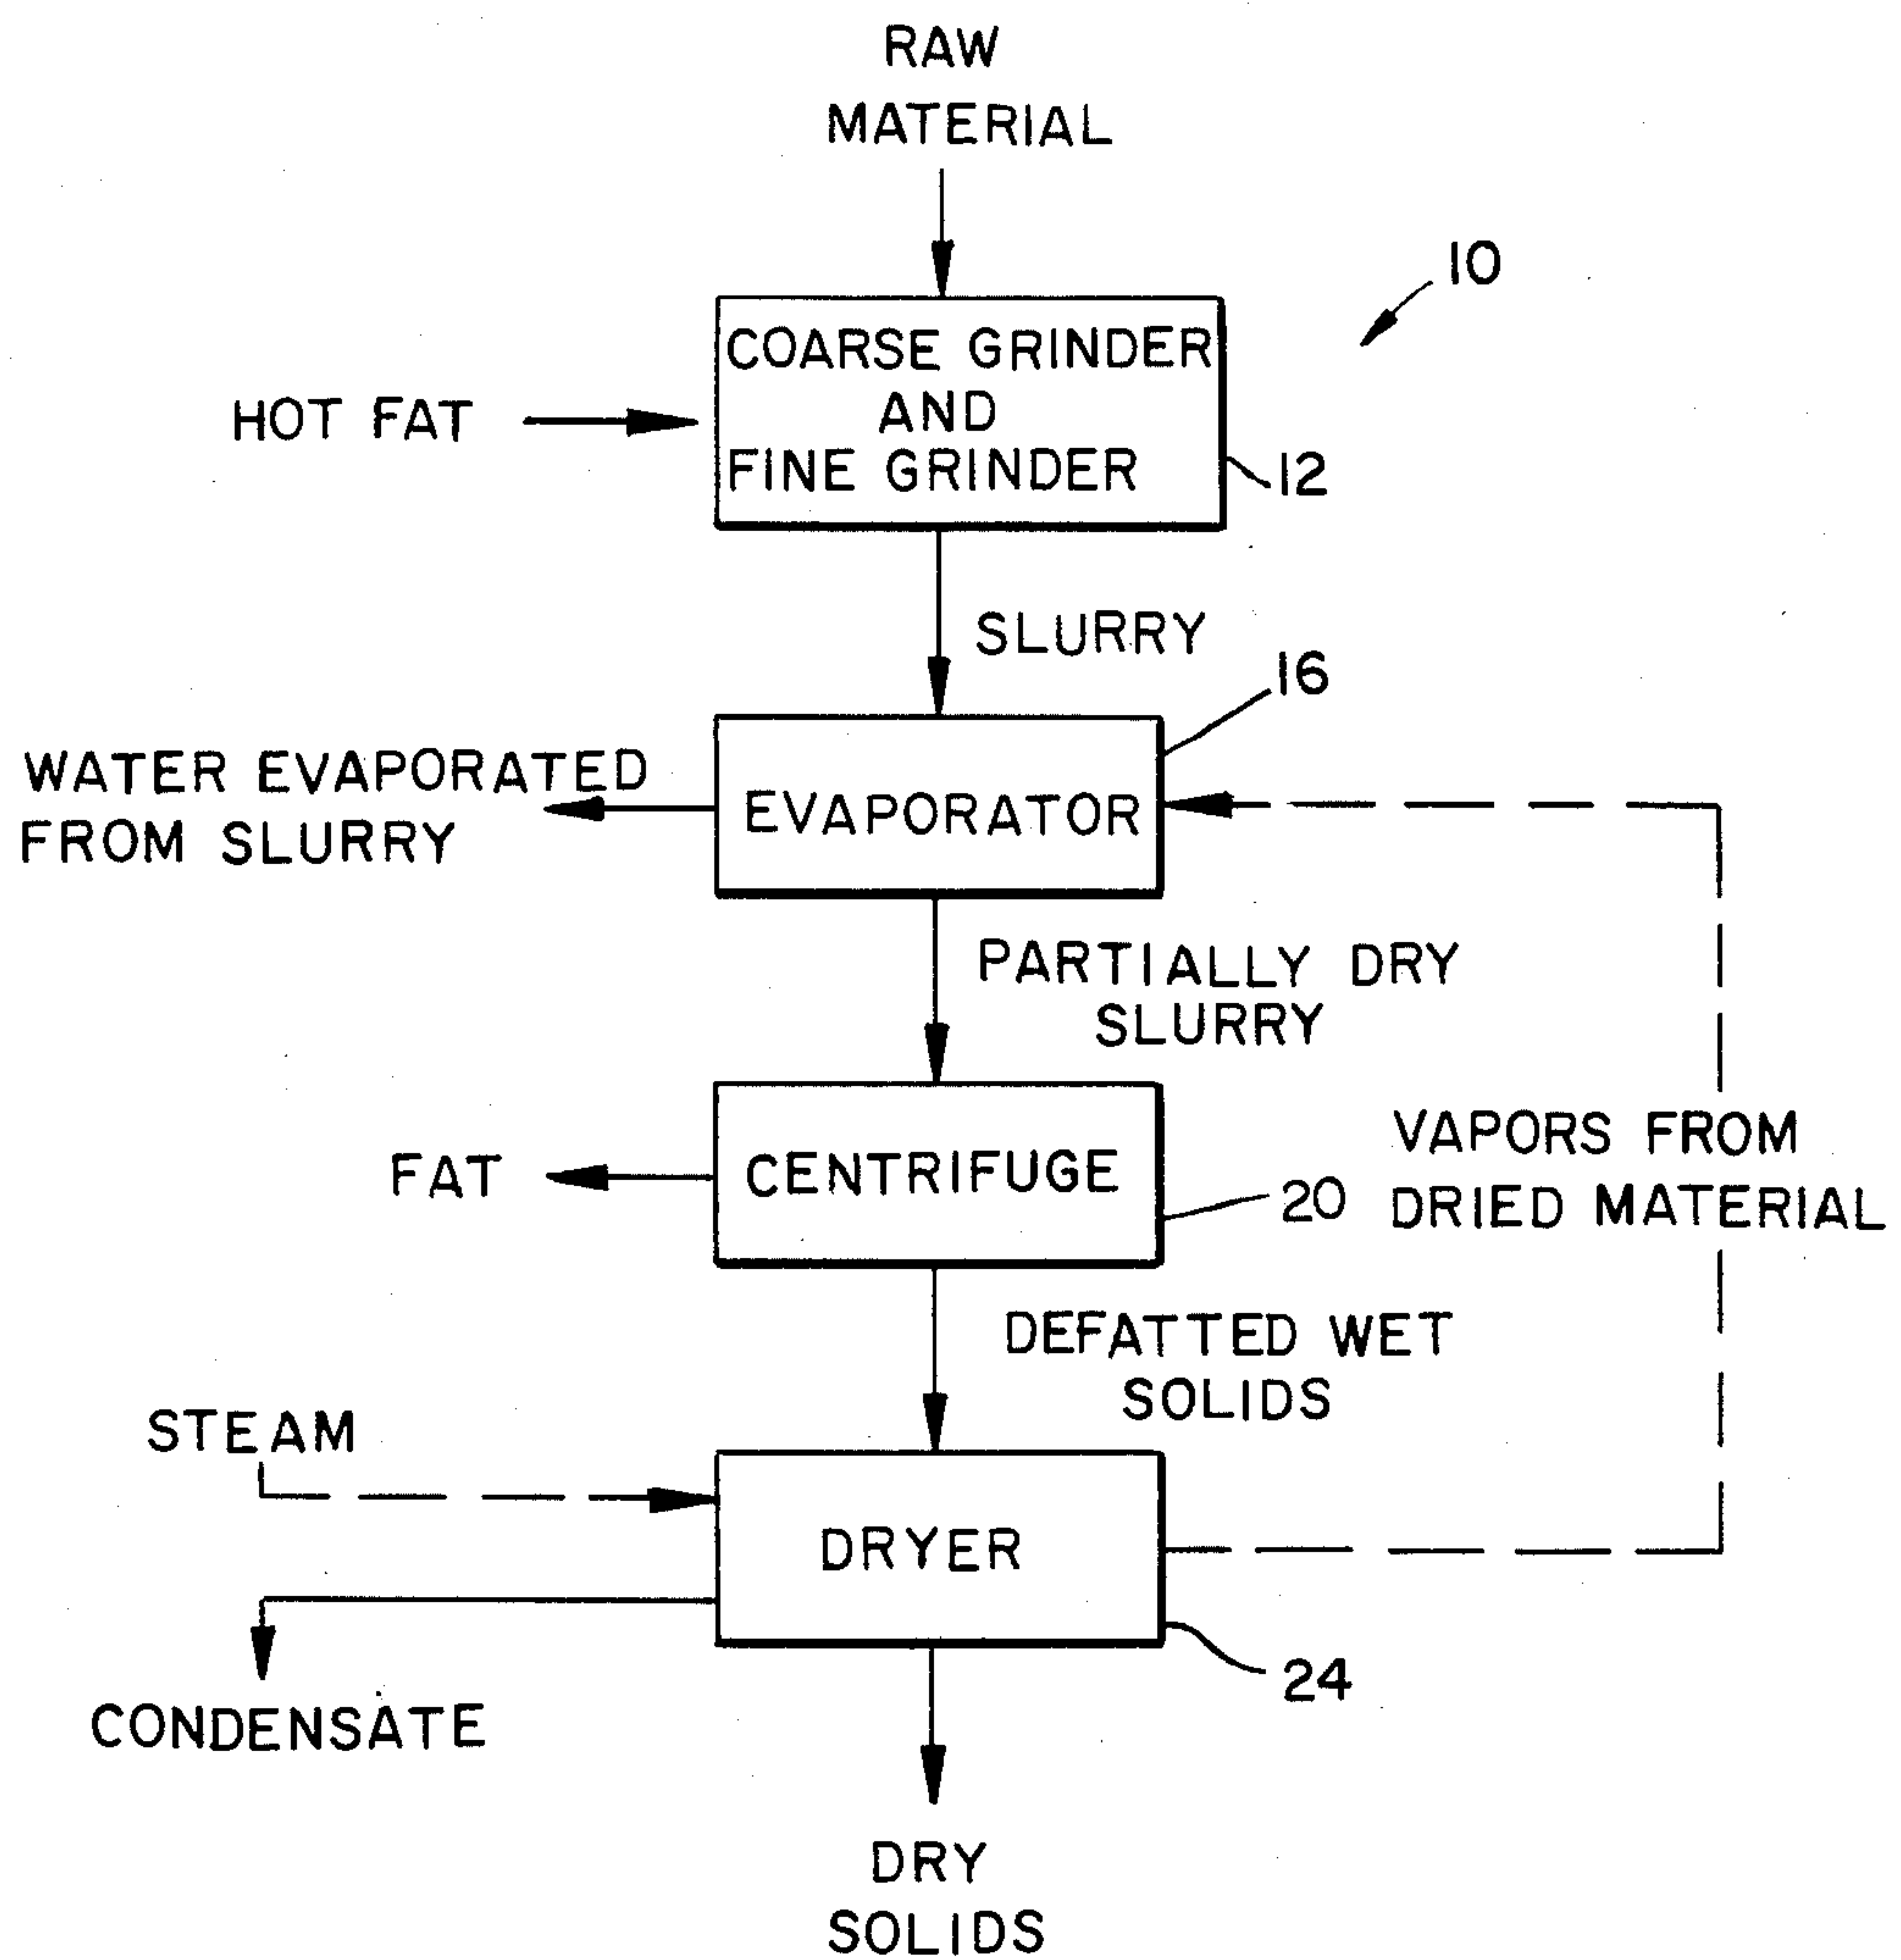 RAW
MATERIAL
10
COARSE GRINDER
AND
FINE GRINDER
HOT FAT
12
SLURRY
16
WATER EVAPORATED
FROM SLURRY
EVAPORATOR
PARTIALLY DRY
SLURRY
FAT
CENTRIFUGE
20
VAPORS FROM
DRIED MATERIAL
DEFATTED WET
SOLIDS
STEAM
DRYER
24
CONDENSATE
DRY
SOLIDS